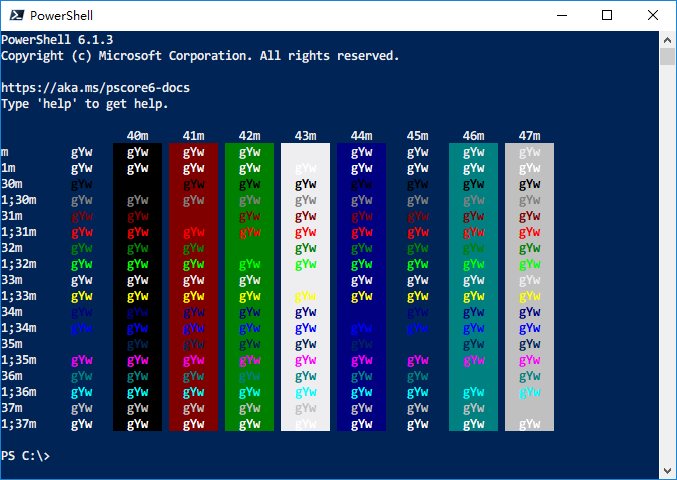 PowerShell
PowerShell 6.1.3
Copyright (c) Microsoft Corporation. All rights reserved.
https://aka.ms/pscore6-docs
Type 'help' to get help.
40m 41m 42m 43m 44m 45m 46m 47m
m gYw gYw gYw gYw gYw gYw gYw gYw
1m gYw gYw gYw gYw gYw gYw gYw gYw gYw
30m gYw gYw gYw gYw gYw gYw gYw gYw
1;30m gYw gYw gYw gYw gYw gYw gYw gYw gYw
31m gYw gYw gYw gYw gYw gYw gYw gYw
1;31m gYw gYw gYw gYw gYw gYw gYw gYw gYw
32m gYw gYw gYw gYw gYw gYw gYw gYw
1;32m gYw gYw gYw gYw gYw gYw gYw gYw gYw
33m gYw gYw gYw gYw gYw gYw gYw gYw
1;33m gYw gYw gYw gYw gYw gYw gYw gYw gYw
34m gYw gYw gYw gYw gYw gYw gYw gYw
1;34m gYw gYw gYw gYw gYw gYw gYw gYw gYw
35m gYw gYw gYw gYw gYw gYw gYw
1;35m gYw gYw gYw gYw gYw gYw gYw gYw gYw
36m gYw gYw gYw gYw gYw gYw gYw gYw
1;36m gYw gYw gYw gYw gYw gYw gYw gYw gYw
37m gYw gYw gYw gYw gYw gYw gYw gYw
1;37m gYw gYw gYw gYw gYw gYw gYw gYw gYw
PS C:\>